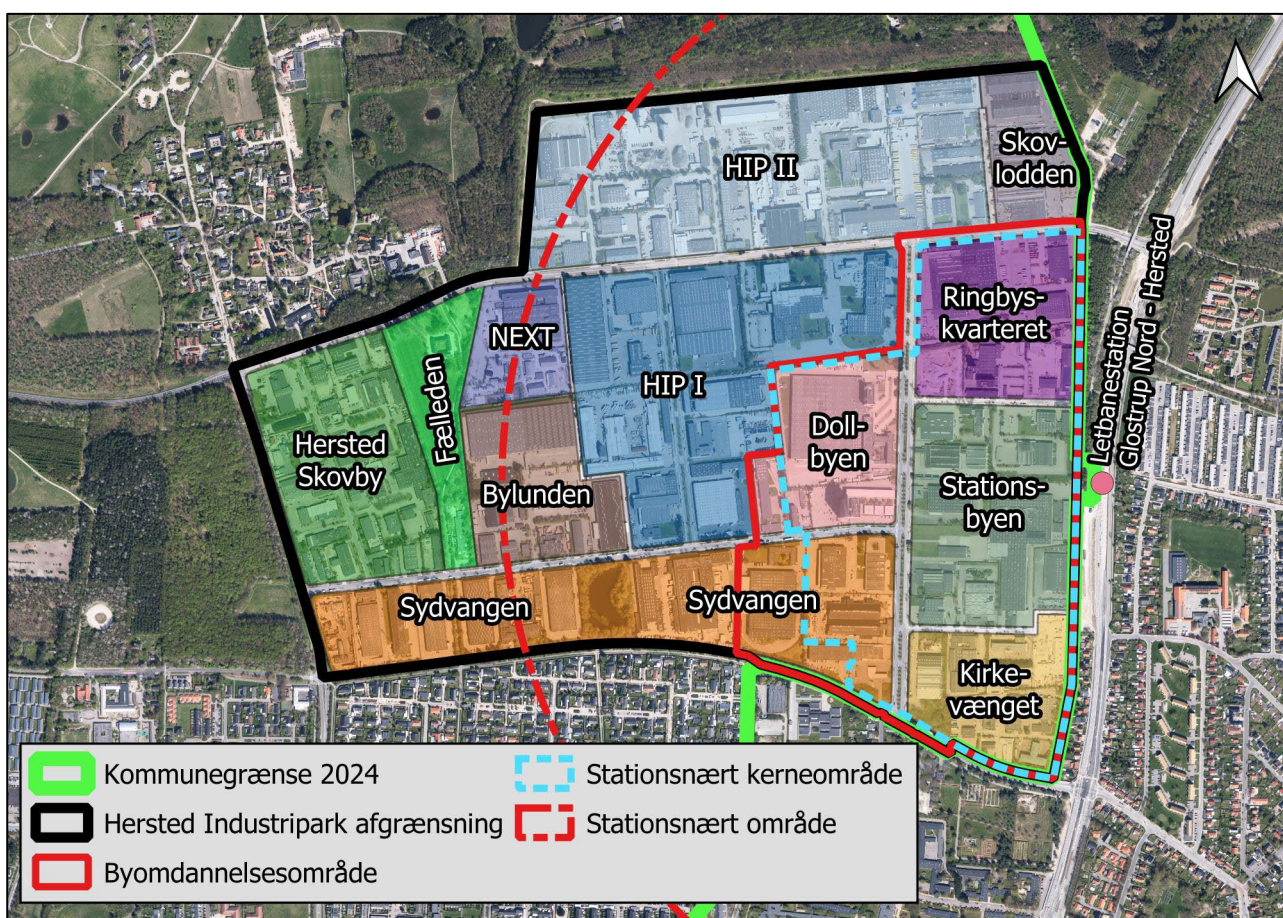 HIP II
Skov-
lodden
Ringbys-
kvarteret
NEXT
HIP I
Fælleden
Hersted
Skovby
Doll-
byen
Bylunden
Stations-
byen
Letbanestation
Glostrup Nord - Hersted
Sydvangen
Sydvangen
Kirke-
vænget
Kommunegrænse 2024
Hersted Industripark afgrænsning
Byomdannelsesområde
Stationsnært kerneområde
Stationsnært område